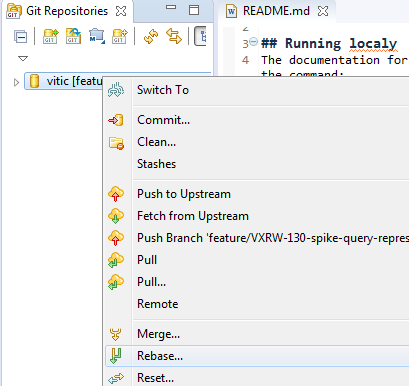 Git Repositories
README.md
2
3 ## Running localy
4 The documentation for
the command:
vitic [featu
Switch To
Commit...
Clean...
Stashes
Push to Upstream
Fetch from Upstream
Push Branch 'feature/VXRW-130-spike-query-repres
Pull
Pull...
Remote
Merge...
Rebase...
Reset...